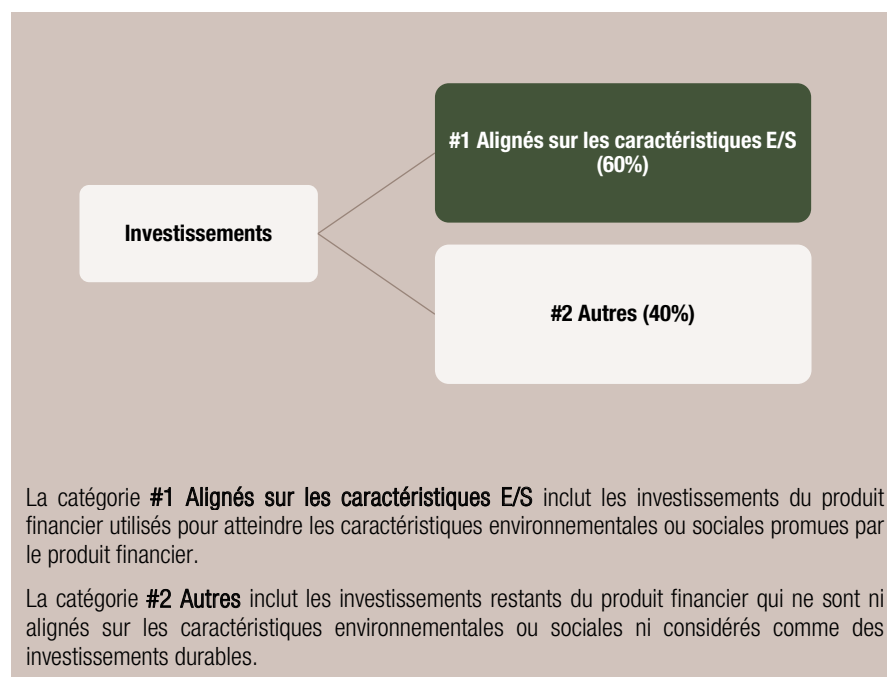 #1 Alignés sur les caractéristiques E/S
(60%)
Investissements
#2 Autres (40%)
La catégorie #1 Alignés sur les caractéristiques E/S inclut les investissements du produit
financier utilisés pour atteindre les caractéristiques environnementales ou sociales promues par
le produit financier.
La catégorie #2 Autres inclut les investissements restants du produit financier qui ne sont ni
alignés sur les caractéristiques environnementales ou sociales ni considérés comme des
investissements durables.